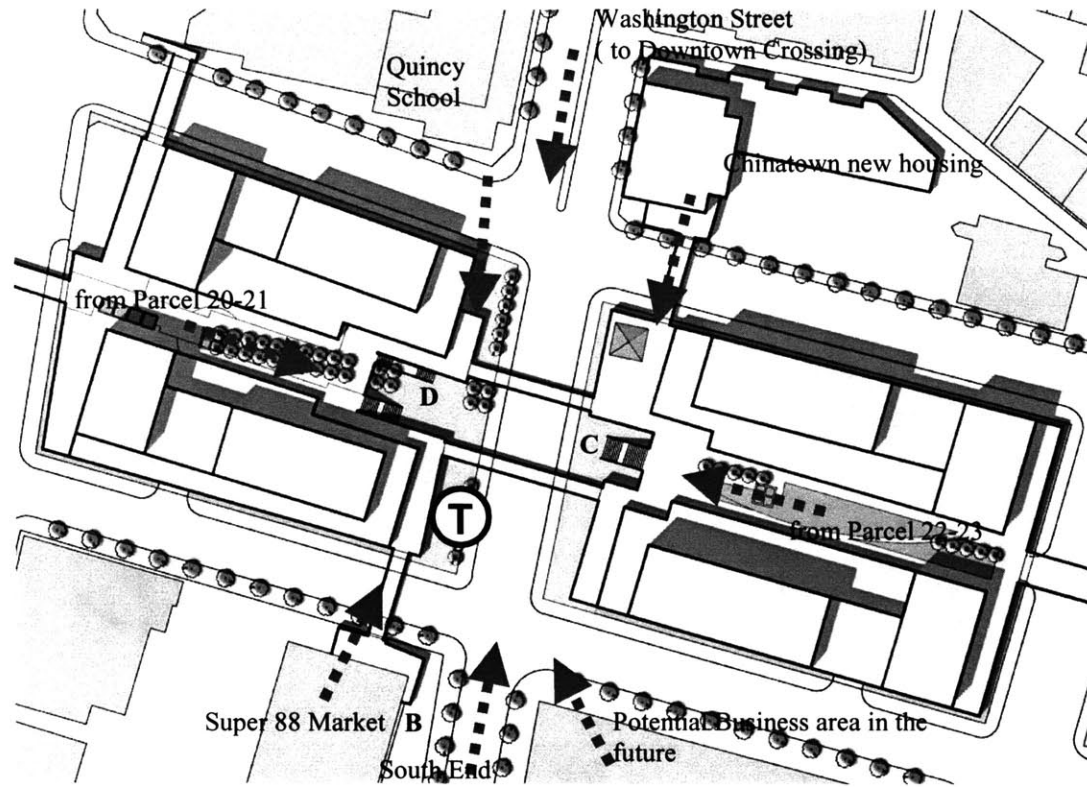 Washington Street
( to Downtown Crossing)
Quincy
School
Chinatown new housing
from Parcel 20-21
D
C
T
from Parcel 22-23
Super 88 Market
B
Potential Business area in the
future
South End